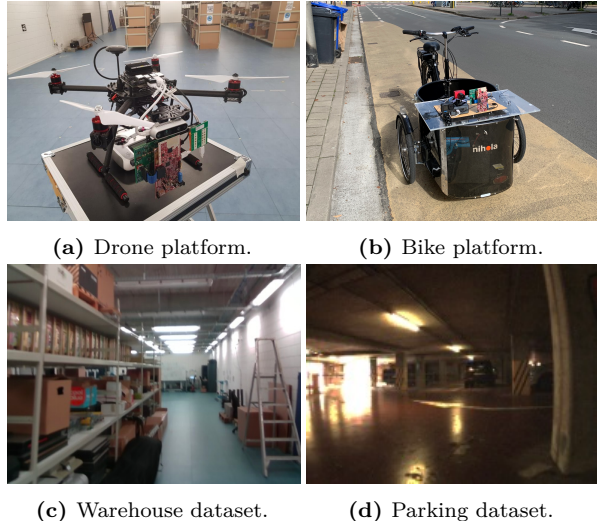 nihola
(a) Drone platform.
(b) Bike platform.
(c) Warehouse dataset.
(d) Parking dataset.